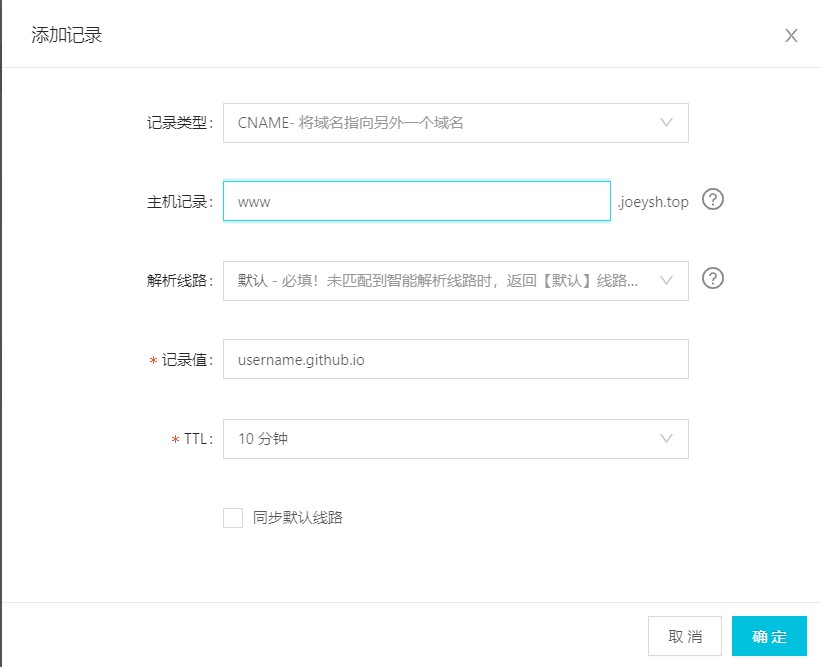 添加记录
记录类型： CNAME- 将域名指向另外一个域名
主机记录： www .joeysh.top ?
解析线路： 默认 - 必填！未匹配到智能解析线路时，返回【默认】线路... ?
* 记录值： username.github.io
* TTL： 10 分钟
同步默认线路
取 消 确 定